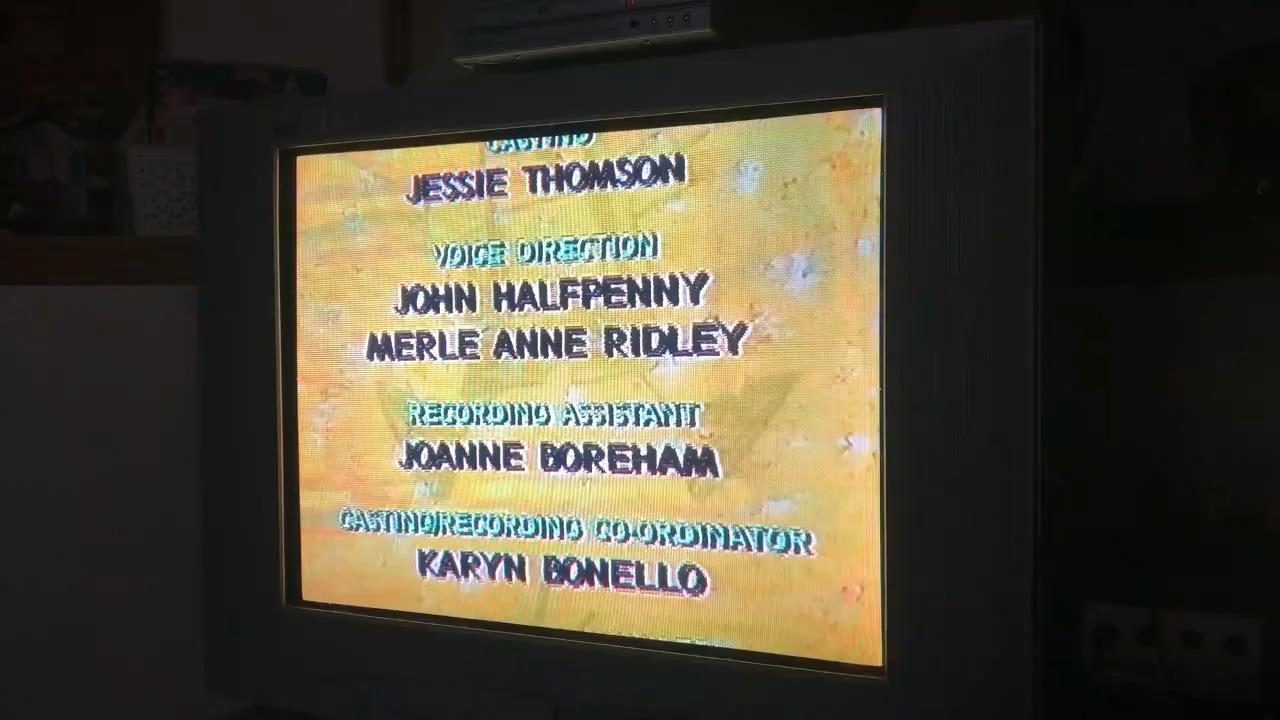 CASTING
JESSIE THOMSON
VOICE DIRECTION
JOHN HALFPENNY
MERLE ANNE RIDLEY
RECORDING ASSISTANT
JOANNE BOREHAM
CASTING/RECORDING CO-ORDINATOR
KARYN BONELLO